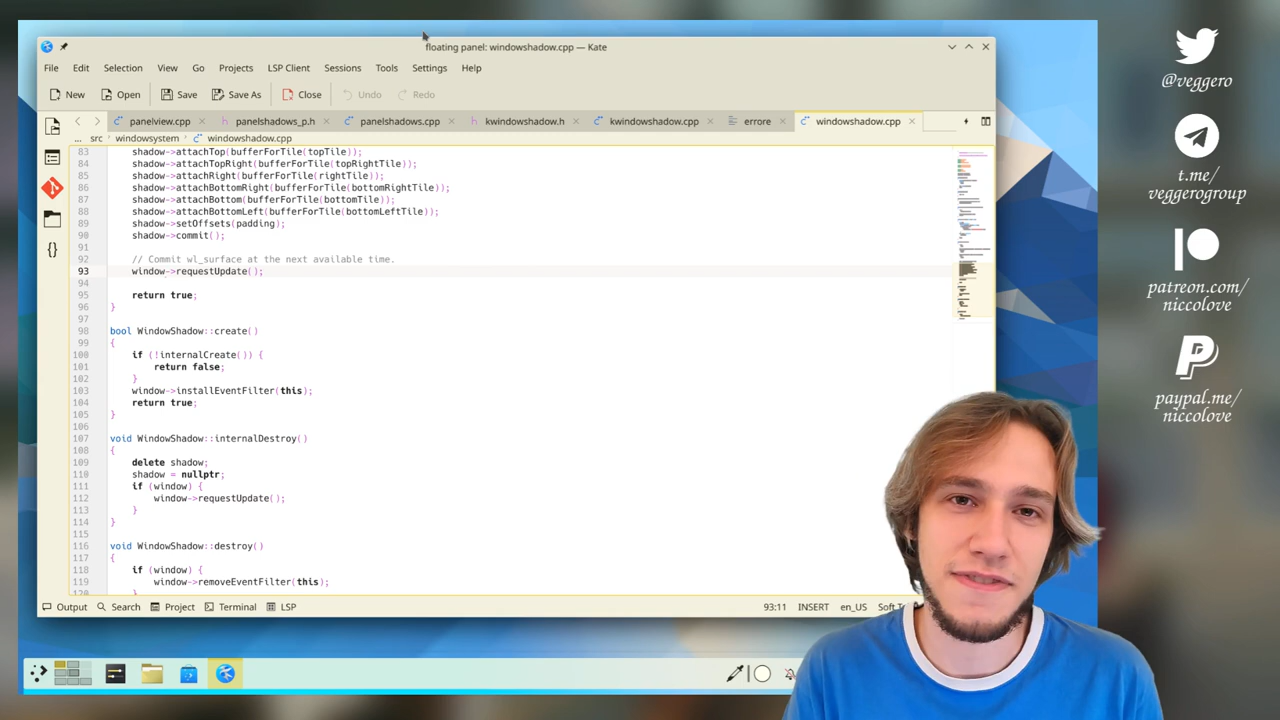 floating panel: windowshadow.cpp — Kate
File Edit Selection View Go Projects LSP Client Sessions Tools Settings Help
New Open Save Save As Close Undo Redo
panelview.cpp panelshadows_p.h panelshadows.cpp kwindowshadow.h kwindowshadow.cpp errore windowshadow.cpp
... src windowsystem windowshadow.cpp
83 shadow->attachTop(bufferForTile(topTile));
84 shadow->attachTopRight(bufferForTile(topRightTile));
85 shadow->attachRight(bufferForTile(rightTile));
86 shadow->attachBottomRight(bufferForTile(bottomRightTile));
87 shadow->attachBottom(bufferForTile(bottomTile));
88 shadow->attachBottomLeft(bufferForTile(bottomLeftTile));
89 shadow->setOffsets(padding);
90 shadow->commit();
91
92 // Commit wl_surface at the next available time.
93 window->requestUpdate();
94
95 return true;
96 }
97
98 bool WindowShadow::create()
99 {
100 if (!internalCreate()) {
101 return false;
102 }
103 window->installEventFilter(this);
104 return true;
105 }
106
107 void WindowShadow::internalDestroy()
108 {
109 delete shadow;
110 shadow = nullptr;
111 if (window) {
112 window->requestUpdate();
113 }
114 }
115
116 void WindowShadow::destroy()
117 {
118 if (window) {
119 window->removeEventFilter(this);
Output Search Project Terminal LSP 93:11 INSERT en_US Soft
@veggero
t.me/
veggerogroup
patreon.com/
niccolove
paypal.me/
niccolove